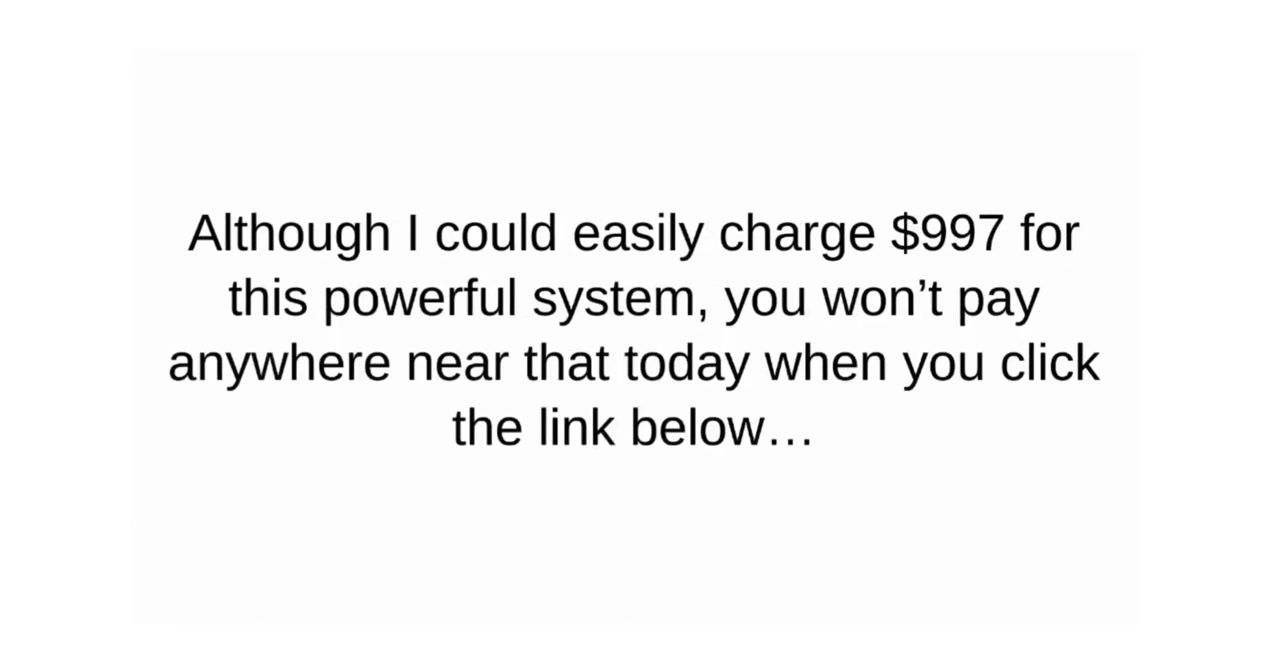 Although I could easily charge $997 for
this powerful system, you won’t pay
anywhere near that today when you click
the link below…